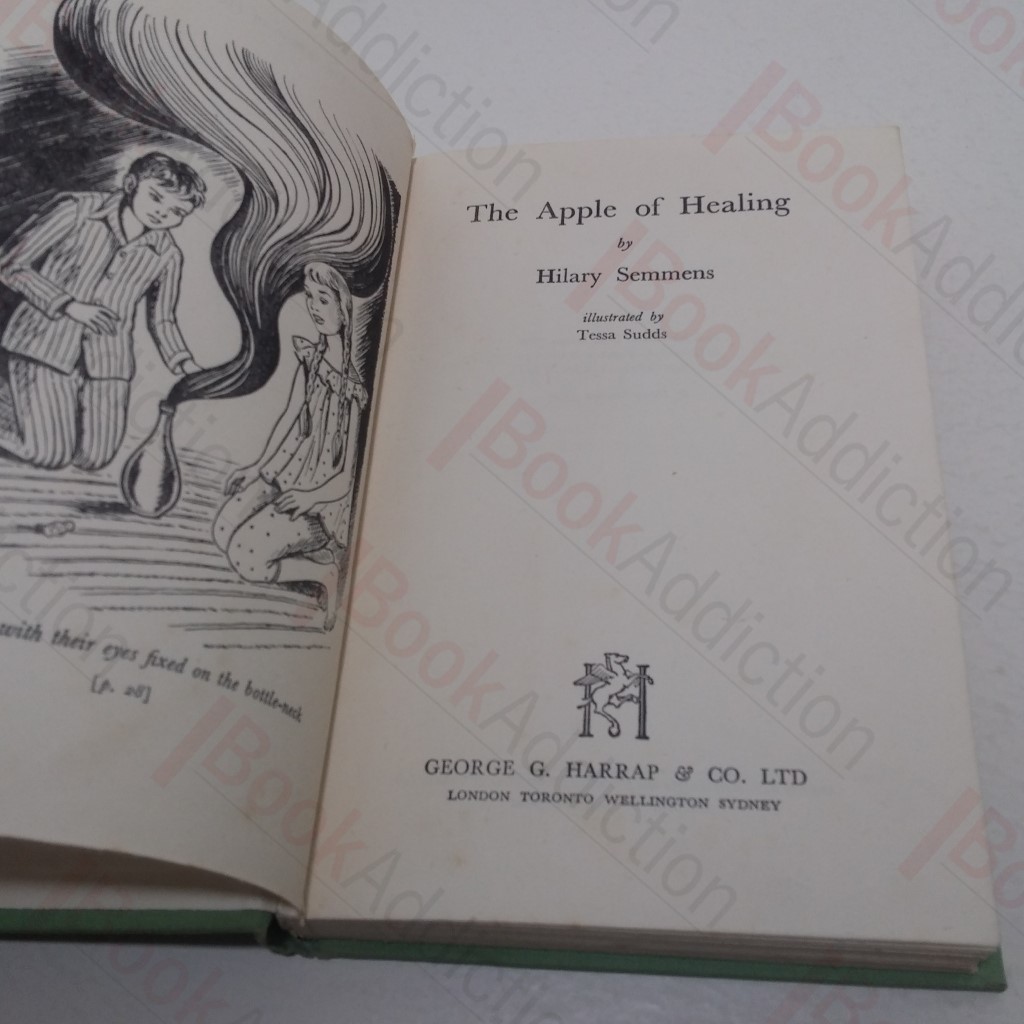 with their eyes fixed on the bottle-neck
[p. 28]
The Apple of Healing
by
Hilary Semmens
illustrated by
Tessa Sudds
H
GEORGE G. HARRAP & CO. LTD
LONDON TORONTO WELLINGTON SYDNEY
BookAddiction